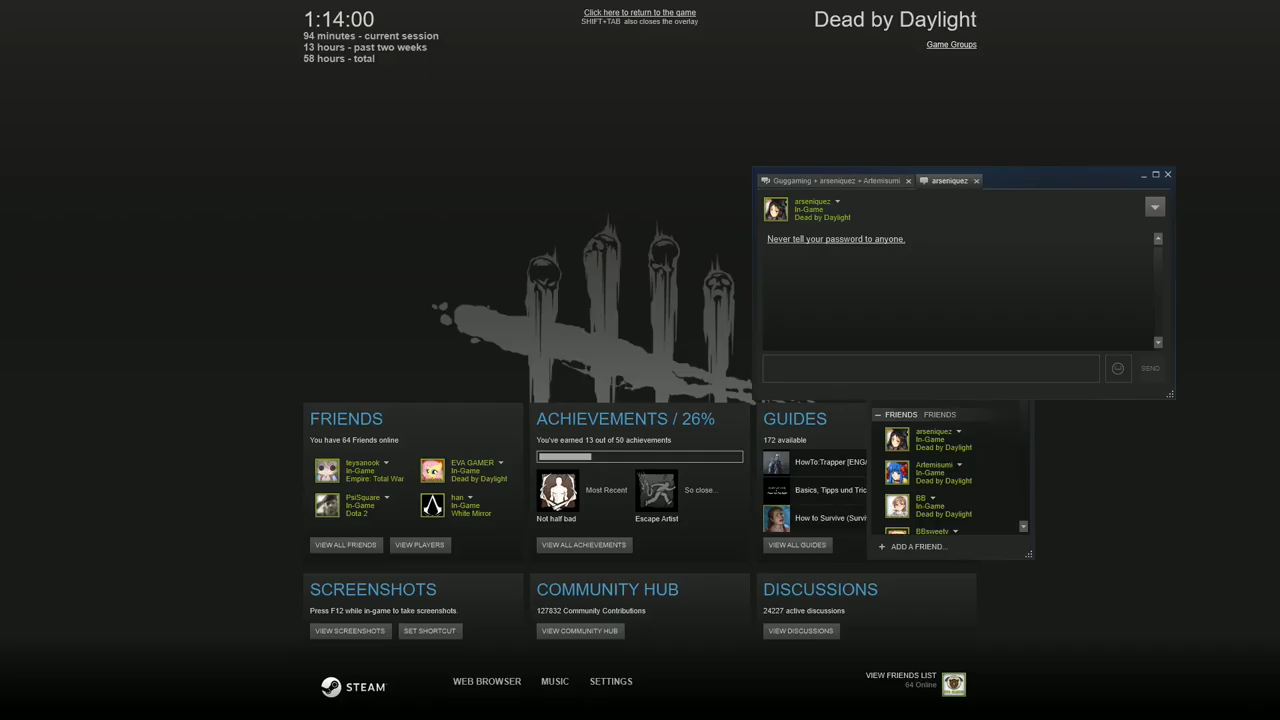 1:14:00
94 minutes - current session
13 hours - past two weeks
58 hours - total
Click here to return to the game
SHIFT+TAB also closes the overlay
Dead by Daylight
Game Groups
Guggaming + arseniquez + Artemisumi
arseniquez
arseniquez
In-Game
Dead by Daylight
Never tell your password to anyone.
SEND
FRIENDS
You have 64 Friends online
teysanook
In-Game
Empire: Total War
EVA GAMER
In-Game
Dead by Daylight
PsiSquare
In-Game
Dota 2
han
In-Game
White Mirror
VIEW ALL FRIENDS
VIEW PLAYERS
ACHIEVEMENTS / 26%
You've earned 13 out of 50 achievements
Most Recent
So close...
Not half bad
Escape Artist
VIEW ALL ACHIEVEMENTS
GUIDES
172 available
HowTo:Trapper [ENG/
Basics, Tipps und Tric
How to Survive (Survi
VIEW ALL GUIDES
FRIENDS FRIENDS
arseniquez
In-Game
Dead by Daylight
Artemisumi
In-Game
Dead by Daylight
BB
In-Game
Dead by Daylight
BBsweety
+ ADD A FRIEND...
SCREENSHOTS
Press F12 while in-game to take screenshots.
VIEW SCREENSHOTS
SET SHORTCUT
COMMUNITY HUB
127832 Community Contributions
VIEW COMMUNITY HUB
DISCUSSIONS
24227 active discussions
VIEW DISCUSSIONS
STEAM
WEB BROWSER
MUSIC
SETTINGS
VIEW FRIENDS LIST
64 Online